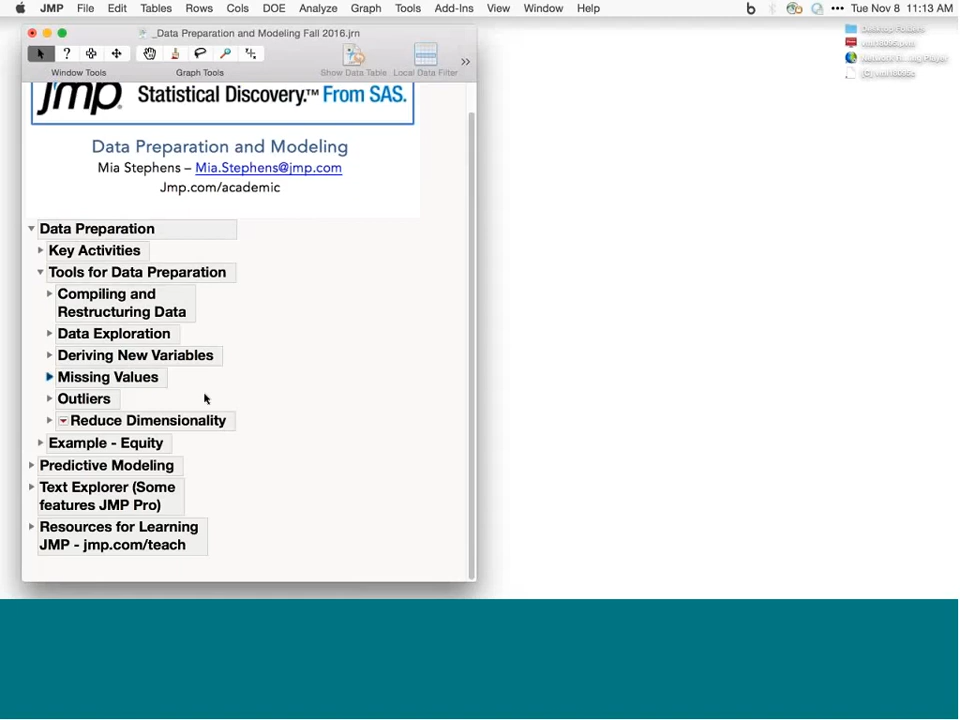 JMP File Edit Tables Rows Cols DOE Analyze Graph Tools Add-Ins View Window Help Tue Nov 8 11:13 AM
_Data Preparation and Modeling Fall 2016.jrn
Window Tools Graph Tools Show Data Table Local Data Filter
Desktop Folders
jmp Statistical Discovery.™ From SAS.
Data Preparation and Modeling
Mia Stephens – Mia.Stephens@jmp.com
Jmp.com/academic
Data Preparation
Key Activities
Tools for Data Preparation
Compiling and
Restructuring Data
Data Exploration
Deriving New Variables
Missing Values
Outliers
Reduce Dimensionality
Example - Equity
Predictive Modeling
Text Explorer (Some
features JMP Pro)
Resources for Learning
JMP - jmp.com/teach